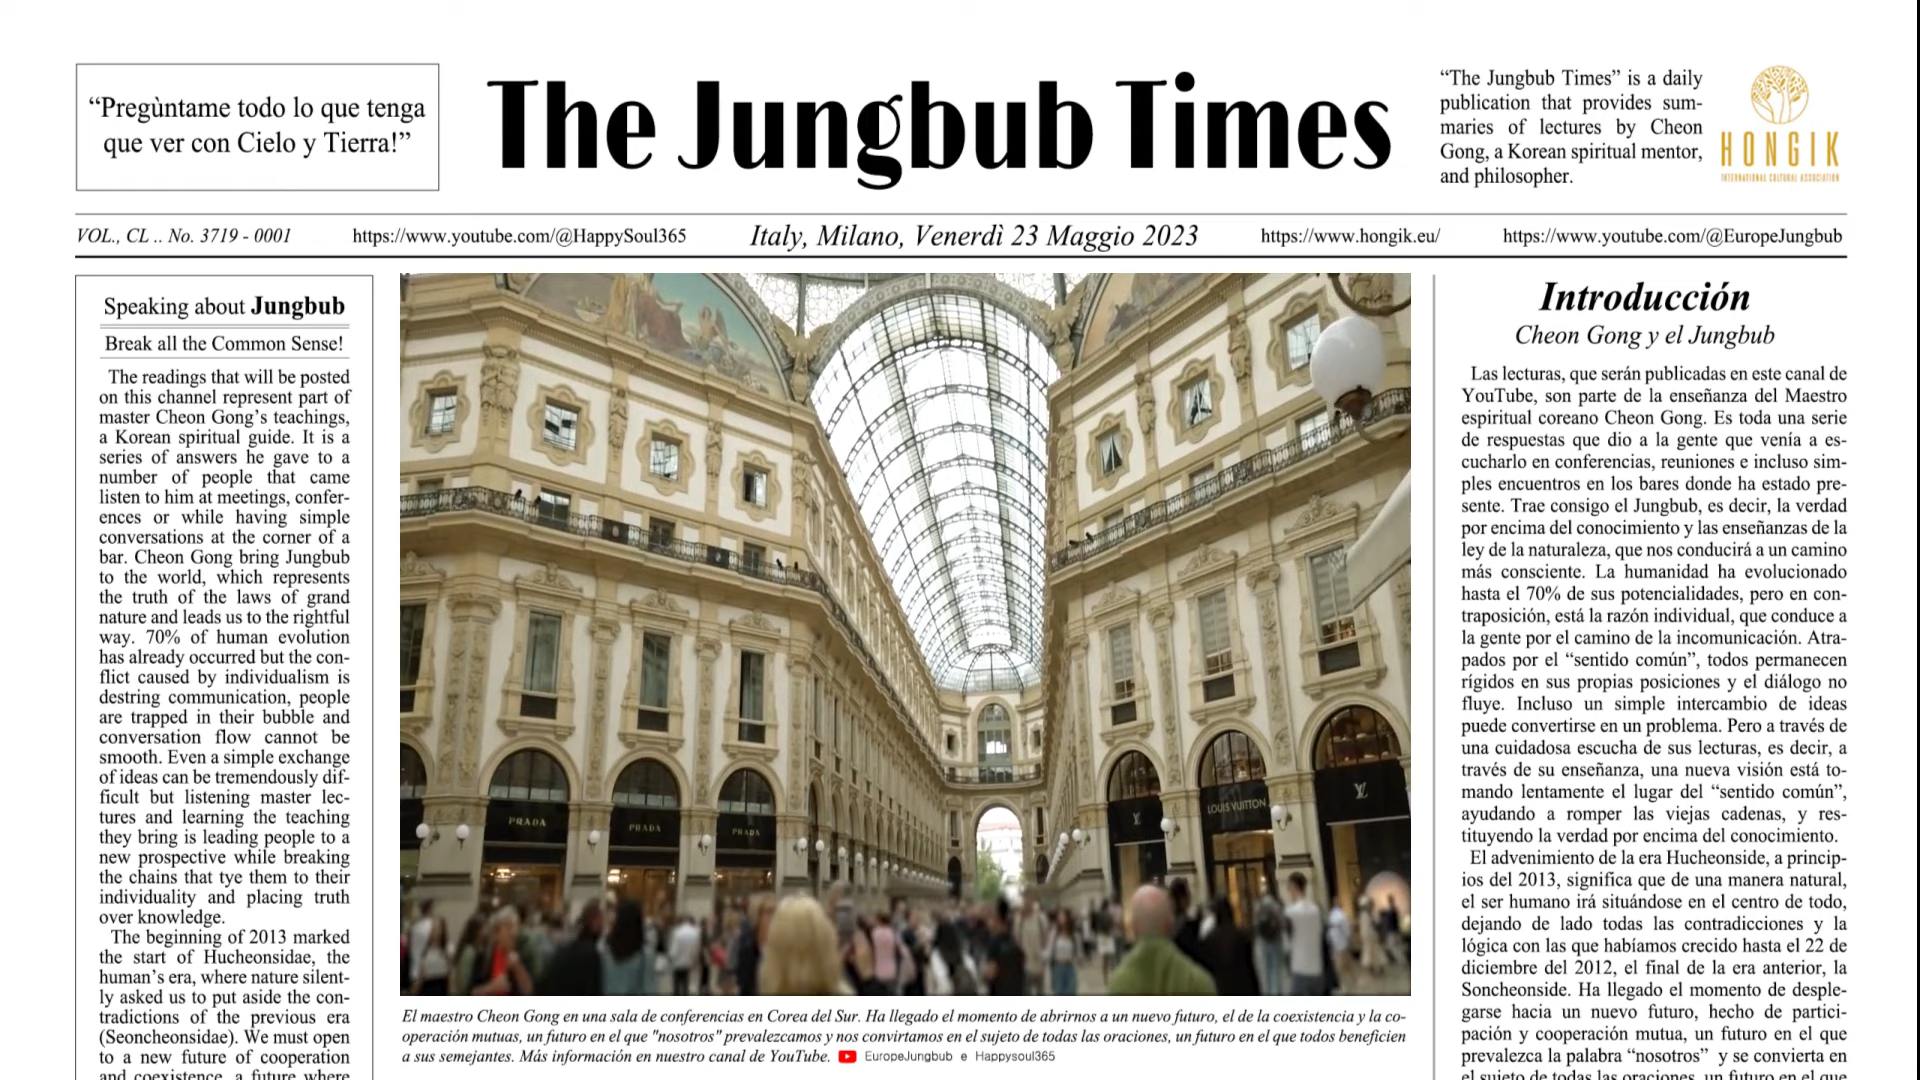 “Pregùntame todo lo que tenga
que ver con Cielo y Tierra!”
The Jungbub Times
“The Jungbub Times” is a daily
publication that provides sum-
maries of lectures by Cheon
Gong, a Korean spiritual mentor,
and philosopher.
HONGIK
INTERNATIONAL CULTURAL ASSOCIATION
VOL., CL .. No. 3719 - 0001
https://www.youtube.com/@HappySoul365
Italy, Milano, Venerdì 23 Maggio 2023
https://www.hongik.eu/
https://www.youtube.com/@EuropeJungbub
Speaking about Jungbub
Break all the Common Sense!
The readings that will be posted
on this channel represent part of
master Cheon Gong’s teachings,
a Korean spiritual guide. It is a
series of answers he gave to a
number of people that came
listen to him at meetings, confer-
ences or while having simple
conversations at the corner of a
bar. Cheon Gong bring Jungbub
to the world, which represents
the truth of the laws of grand
nature and leads us to the rightful
way. 70% of human evolution
has already occurred but the con-
flict caused by individualism is
destring communication, people
are trapped in their bubble and
conversation flow cannot be
smooth. Even a simple exchange
of ideas can be tremendously dif-
ficult but listening master lec-
tures and learning the teaching
they bring is leading people to a
new prospective while breaking
the chains that tye them to their
individuality and placing truth
over knowledge.
The beginning of 2013 marked
the start of Hucheonsidae, the
human’s era, where nature silent-
ly asked us to put aside the con-
tradictions of the previous era
(Seoncheonsidae). We must open
to a new future of cooperation
and coexistence, a future where
PRADA
PRADA
PRADA
LOUIS VUITTON
El maestro Cheon Gong en una sala de conferencias en Corea del Sur. Ha llegado el momento de abrirnos a un nuevo futuro, el de la coexistencia y la co-
operación mutuas, un futuro en el que "nosotros" prevalezcamos y nos convirtamos en el sujeto de todas las oraciones, un futuro en el que todos beneficien
a sus semejantes. Más información en nuestro canal de YouTube. EuropeJungbub e Happysoul365
Introducción
Cheon Gong y el Jungbub
Las lecturas, que serán publicadas en este canal de
YouTube, son parte de la enseñanza del Maestro
espiritual coreano Cheon Gong. Es toda una serie
de respuestas que dio a la gente que venía a es-
cucharlo en conferencias, reuniones e incluso sim-
ples encuentros en los bares donde ha estado pre-
sente. Trae consigo el Jungbub, es decir, la verdad
por encima del conocimiento y las enseñanzas de la
ley de la naturaleza, que nos conducirá a un camino
más consciente. La humanidad ha evolucionado
hasta el 70% de sus potencialidades, pero en con-
traposición, está la razón individual, que conduce a
la gente por el camino de la incomunicación. Atra-
pados por el “sentido común”, todos permanecen
rígidos en sus propias posiciones y el diálogo no
fluye. Incluso un simple intercambio de ideas
puede convertirse en un problema. Pero a través de
una cuidadosa escucha de sus lecturas, es decir, a
través de su enseñanza, una nueva visión está to-
mando lentamente el lugar del “sentido común”,
ayudando a romper las viejas cadenas, y res-
tituyendo la verdad por encima del conocimiento.
El advenimiento de la era Hucheonside, a princip-
ios del 2013, significa que de una manera natural,
el ser humano irá situándose en el centro de todo,
dejando de lado todas las contradicciones y la
lógica con las que habíamos crecido hasta el 22 de
diciembre del 2012, el final de la era anterior, la
Soncheonside. Ha llegado el momento de desple-
garse hacia un nuevo futuro, hecho de partici-
pación y cooperación mutua, un futuro en el que
prevalezca la palabra “nosotros” y se convierta en
el sujeto de todas las oraciones, un futuro en el que